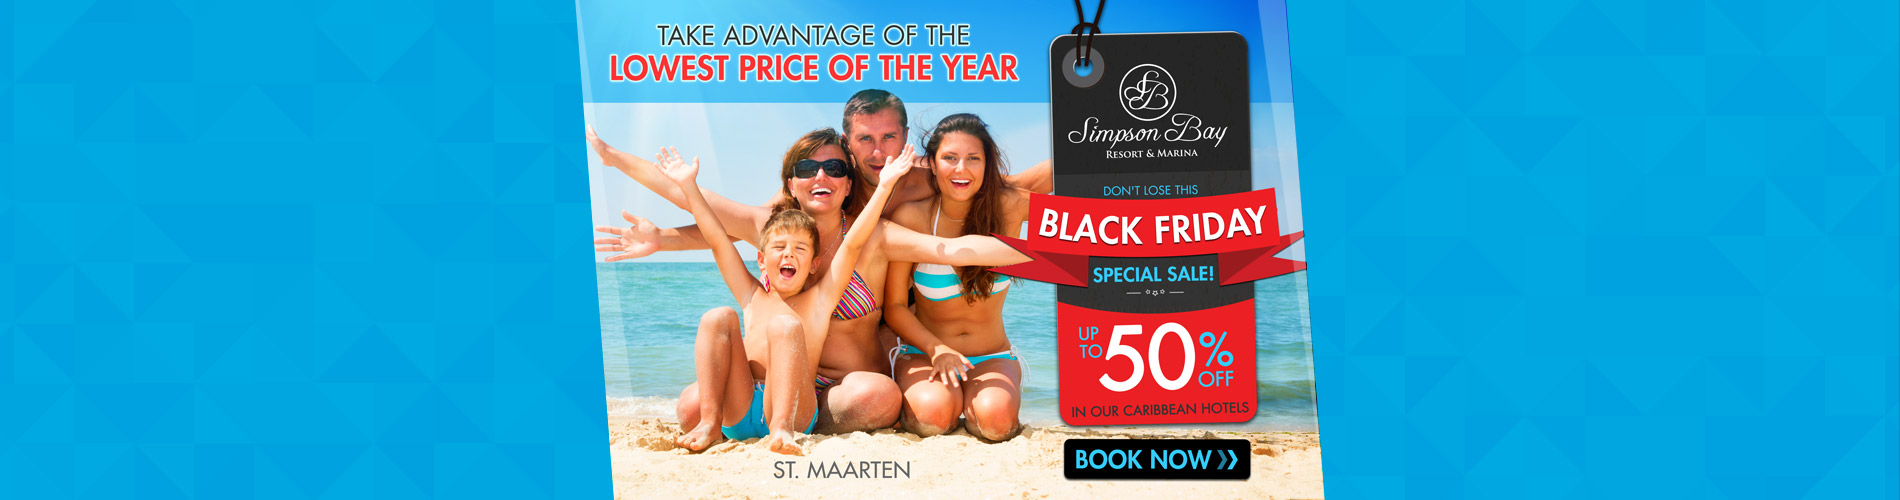 TAKE ADVANTAGE OF THE
LOWEST PRICE OF THE YEAR
SB
Simpson Bay
RESORT & MARINA
DON'T LOSE THIS
BLACK FRIDAY
SPECIAL SALE!
UP TO 50% OFF
IN OUR CARIBBEAN HOTELS
BOOK NOW »
ST. MAARTEN